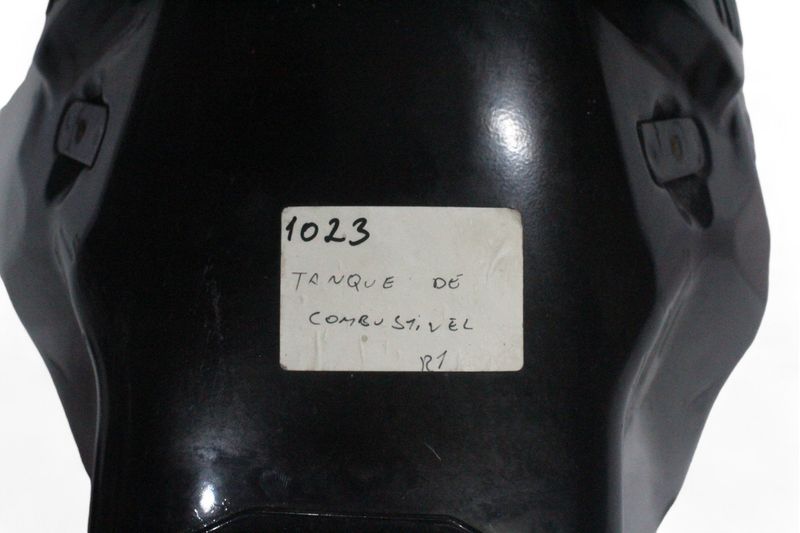 1023
TANQUE DE
COMBUSTIVEL
R1